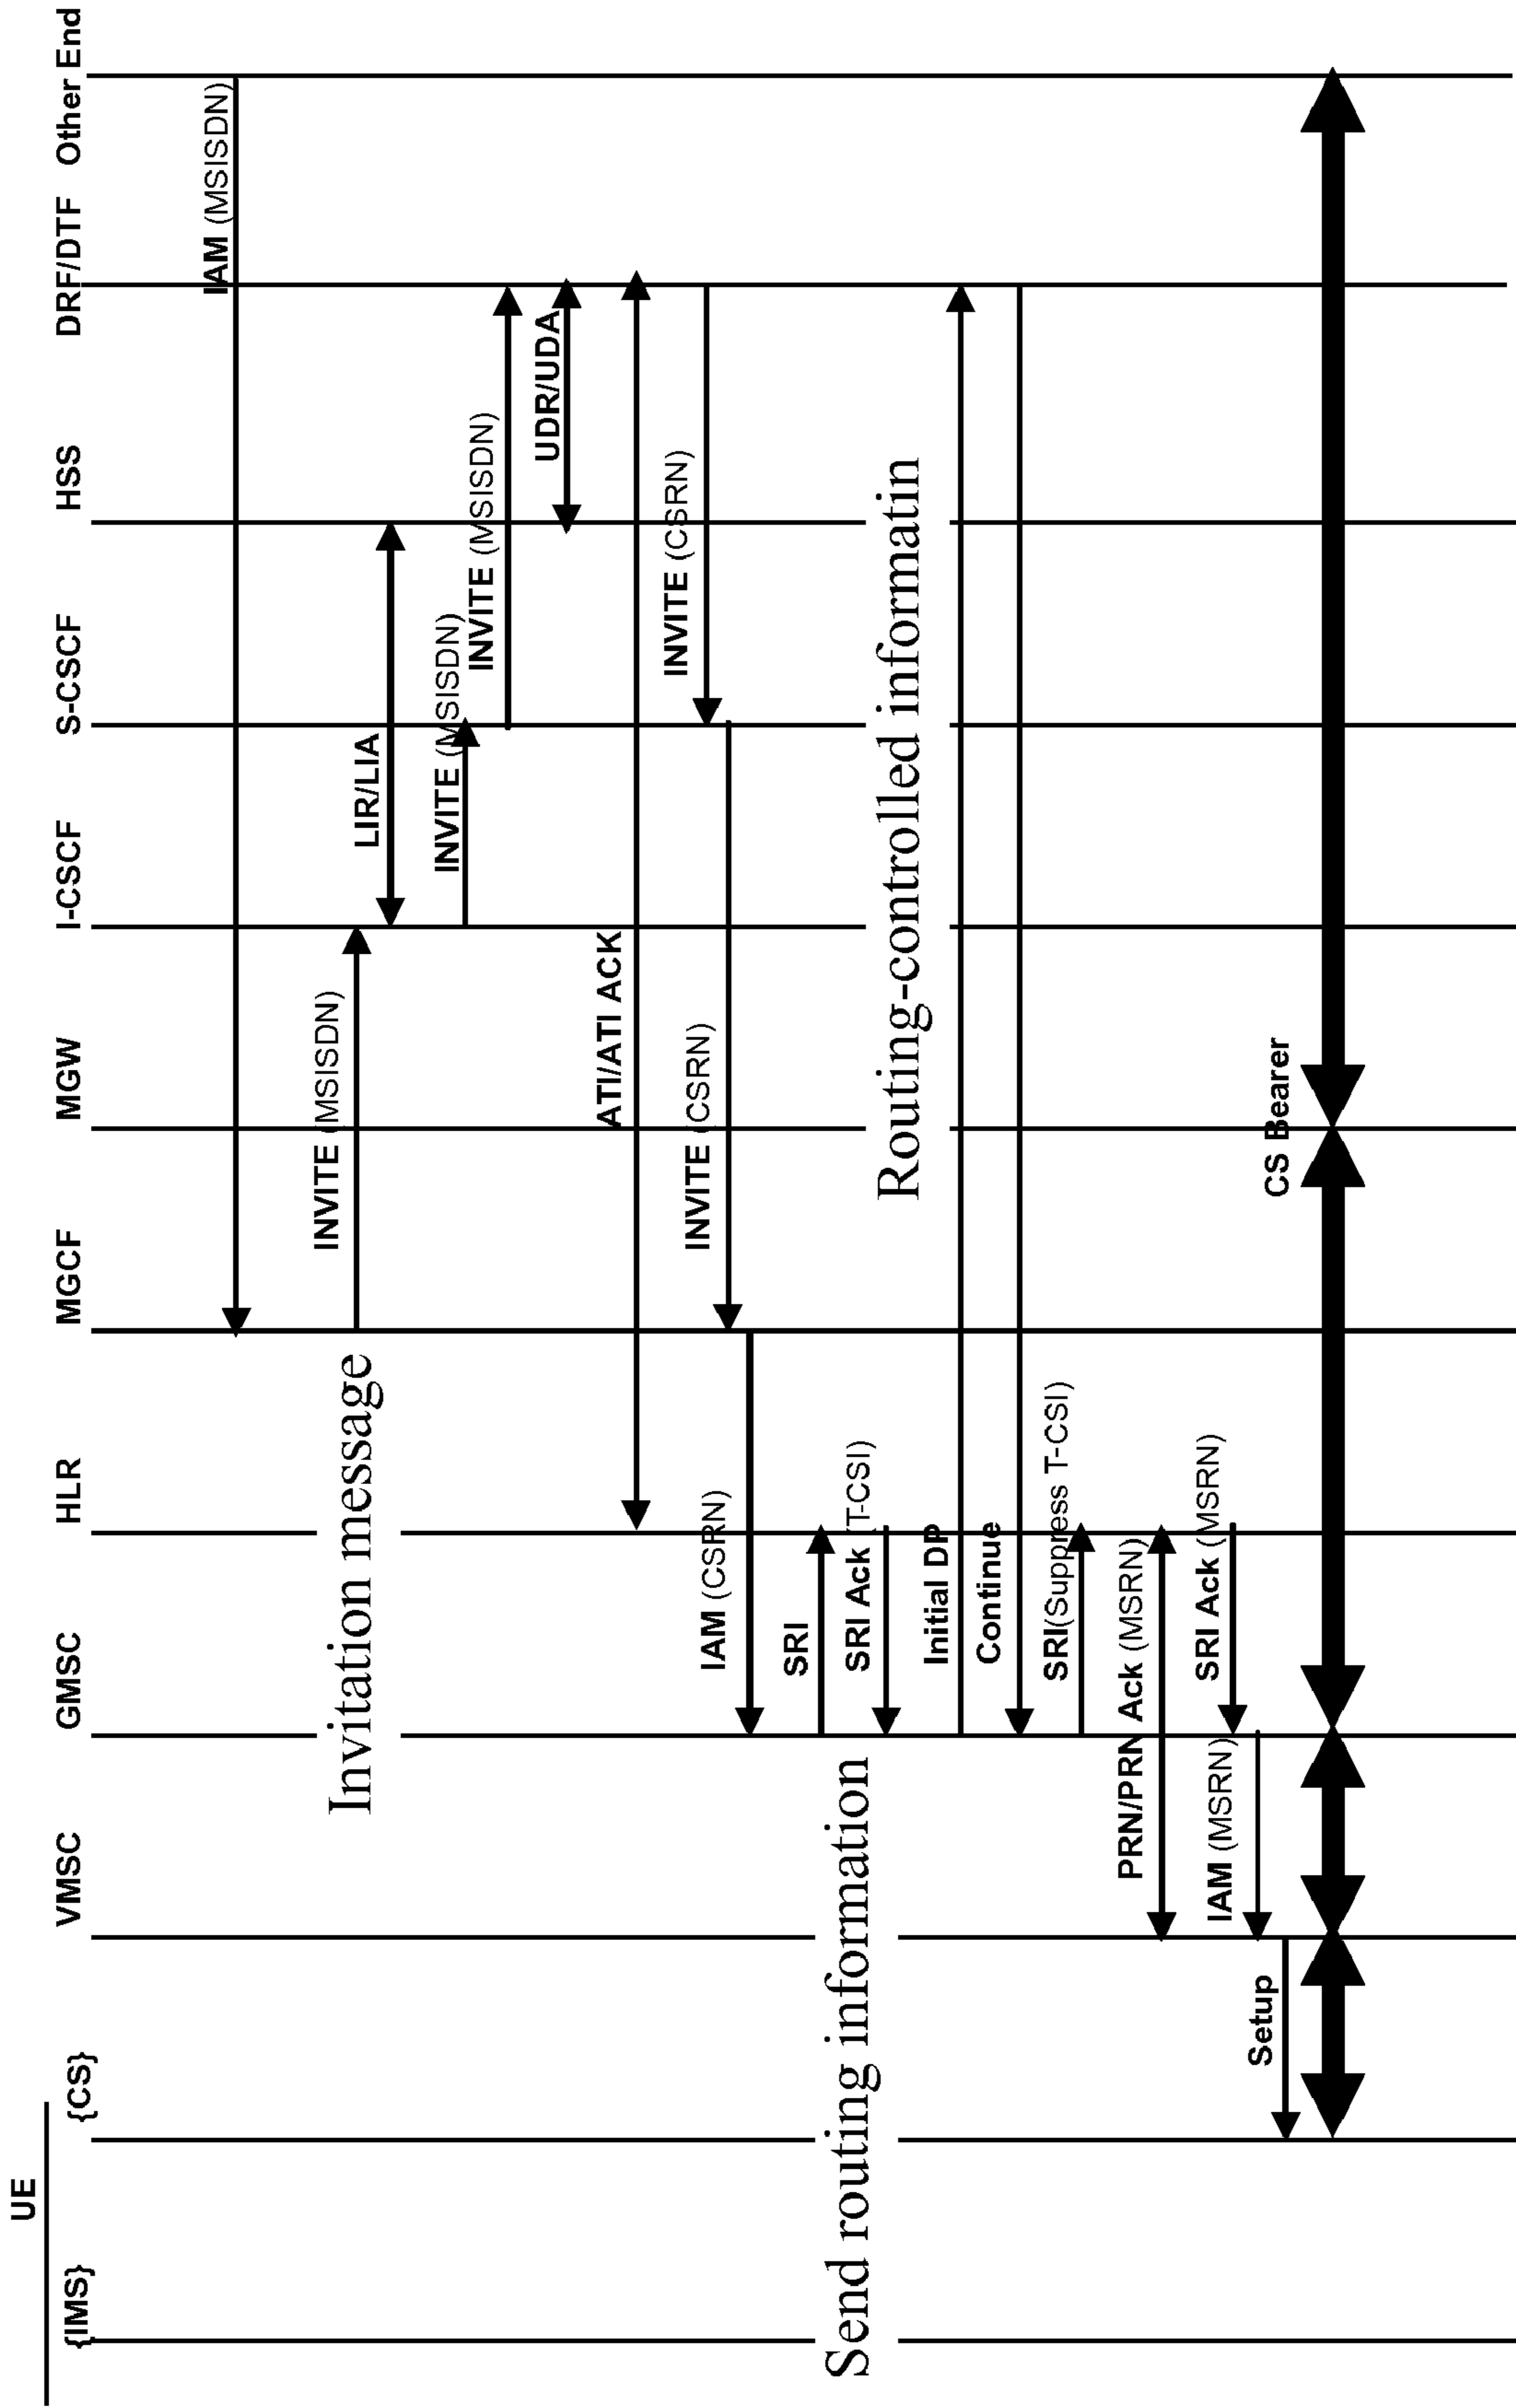 UE
{IMS}
{CS}
VMSC
GMSC
HLR
MGCF
MGW
I-CSCF
S-CSCF
HSS
DRF/DTF
Other End
IAM (MSISDN)
Invitation message
INVITE (MSISDN)
LIR/LIA
INVITE (MSISDN)
INVITE (MSISDN)
UDR/UDA
ATI/ATI ACK
INVITE (CSRN)
INVITE (CSRN)
IAM (CSRN)
SRI
Send routing information
SRI Ack (T-CSI)
Routing-controlled informatin
Initial DP
Continue
SRI(Suppress T-CSI)
PRN/PRN Ack (MSRN)
SRI Ack (MSRN)
IAM (MSRN)
Setup
CS Bearer